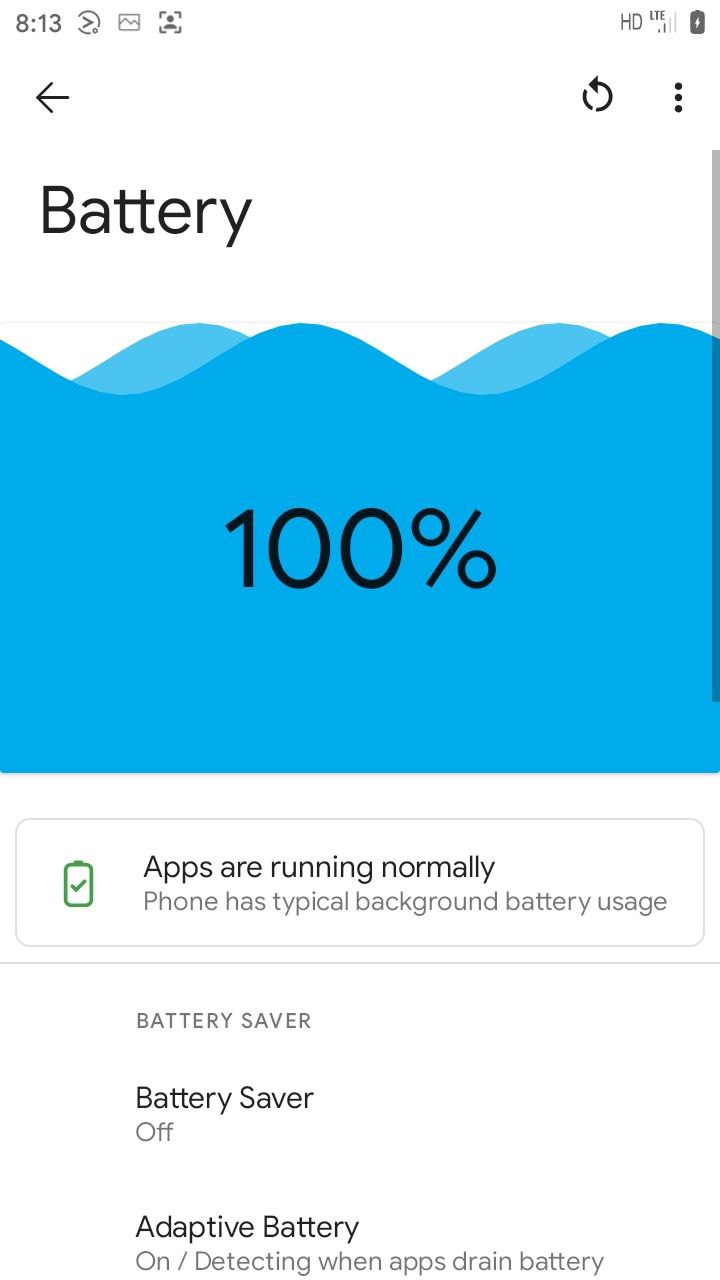 8:13 HD LTE
Battery
100%
Apps are running normally
Phone has typical background battery usage
BATTERY SAVER
Battery Saver
Off
Adaptive Battery
On / Detecting when apps drain battery